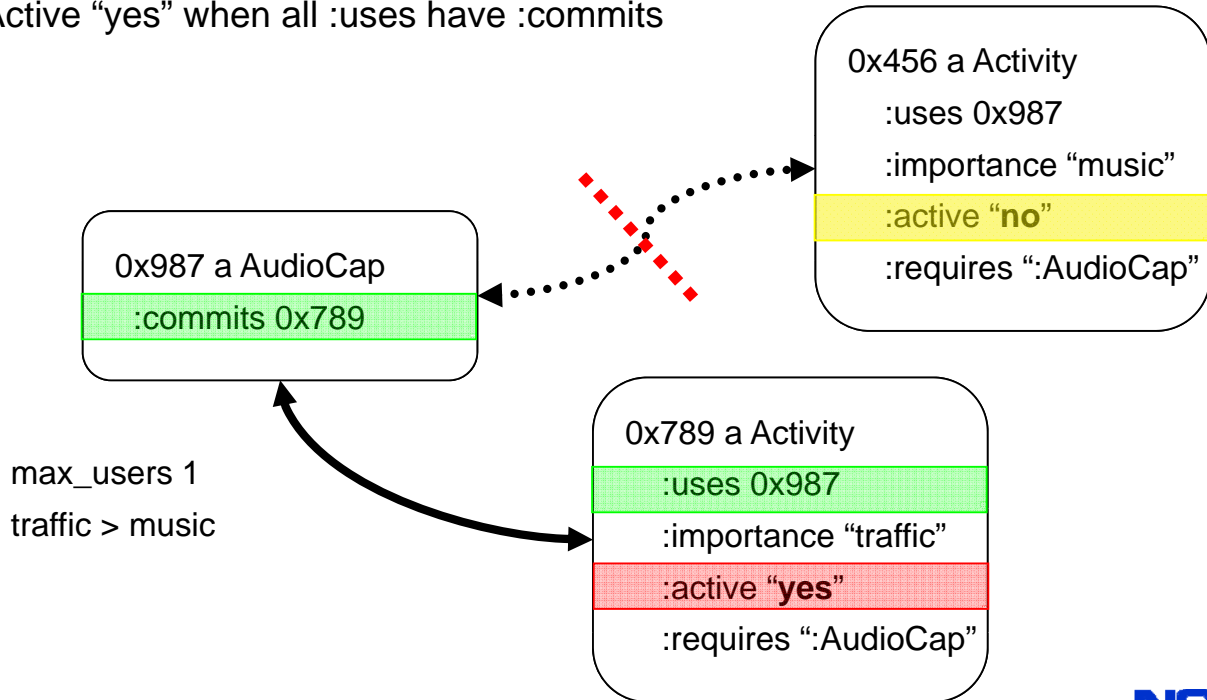 Active “yes” when all :uses have :commits
0x456 a Activity
:uses 0x987
:importance “music”
:active “no”
:requires “:AudioCap”
0x987 a AudioCap
:commits 0x789
max_users 1
traffic > music
0x789 a Activity
:uses 0x987
:importance “traffic”
:active “yes”
:requires “:AudioCap”